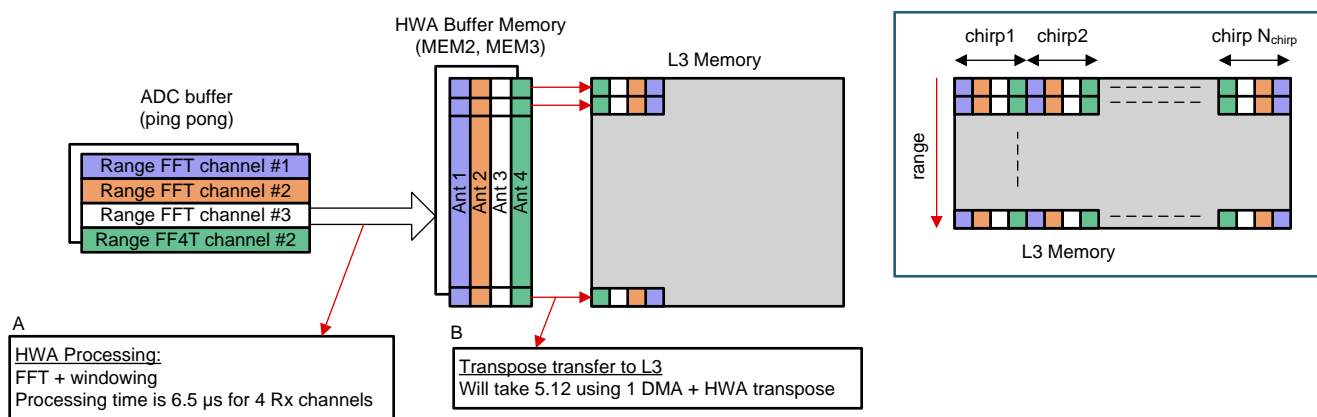 HWA Buffer Memory
(MEM2, MEM3)
L3 Memory
ADC buffer
(ping pong)
Range FFT channel #1
Range FFT channel #2
Range FFT channel #3
Range FF4T channel #2
Ant 1
Ant 2
Ant 3
Ant 4
chirp1
chirp2
chirp Nchirp
range
L3 Memory
A
HWA Processing:
FFT + windowing
Processing time is 6.5 µs for 4 Rx channels
B
Transpose transfer to L3
Will take 5.12 using 1 DMA + HWA transpose